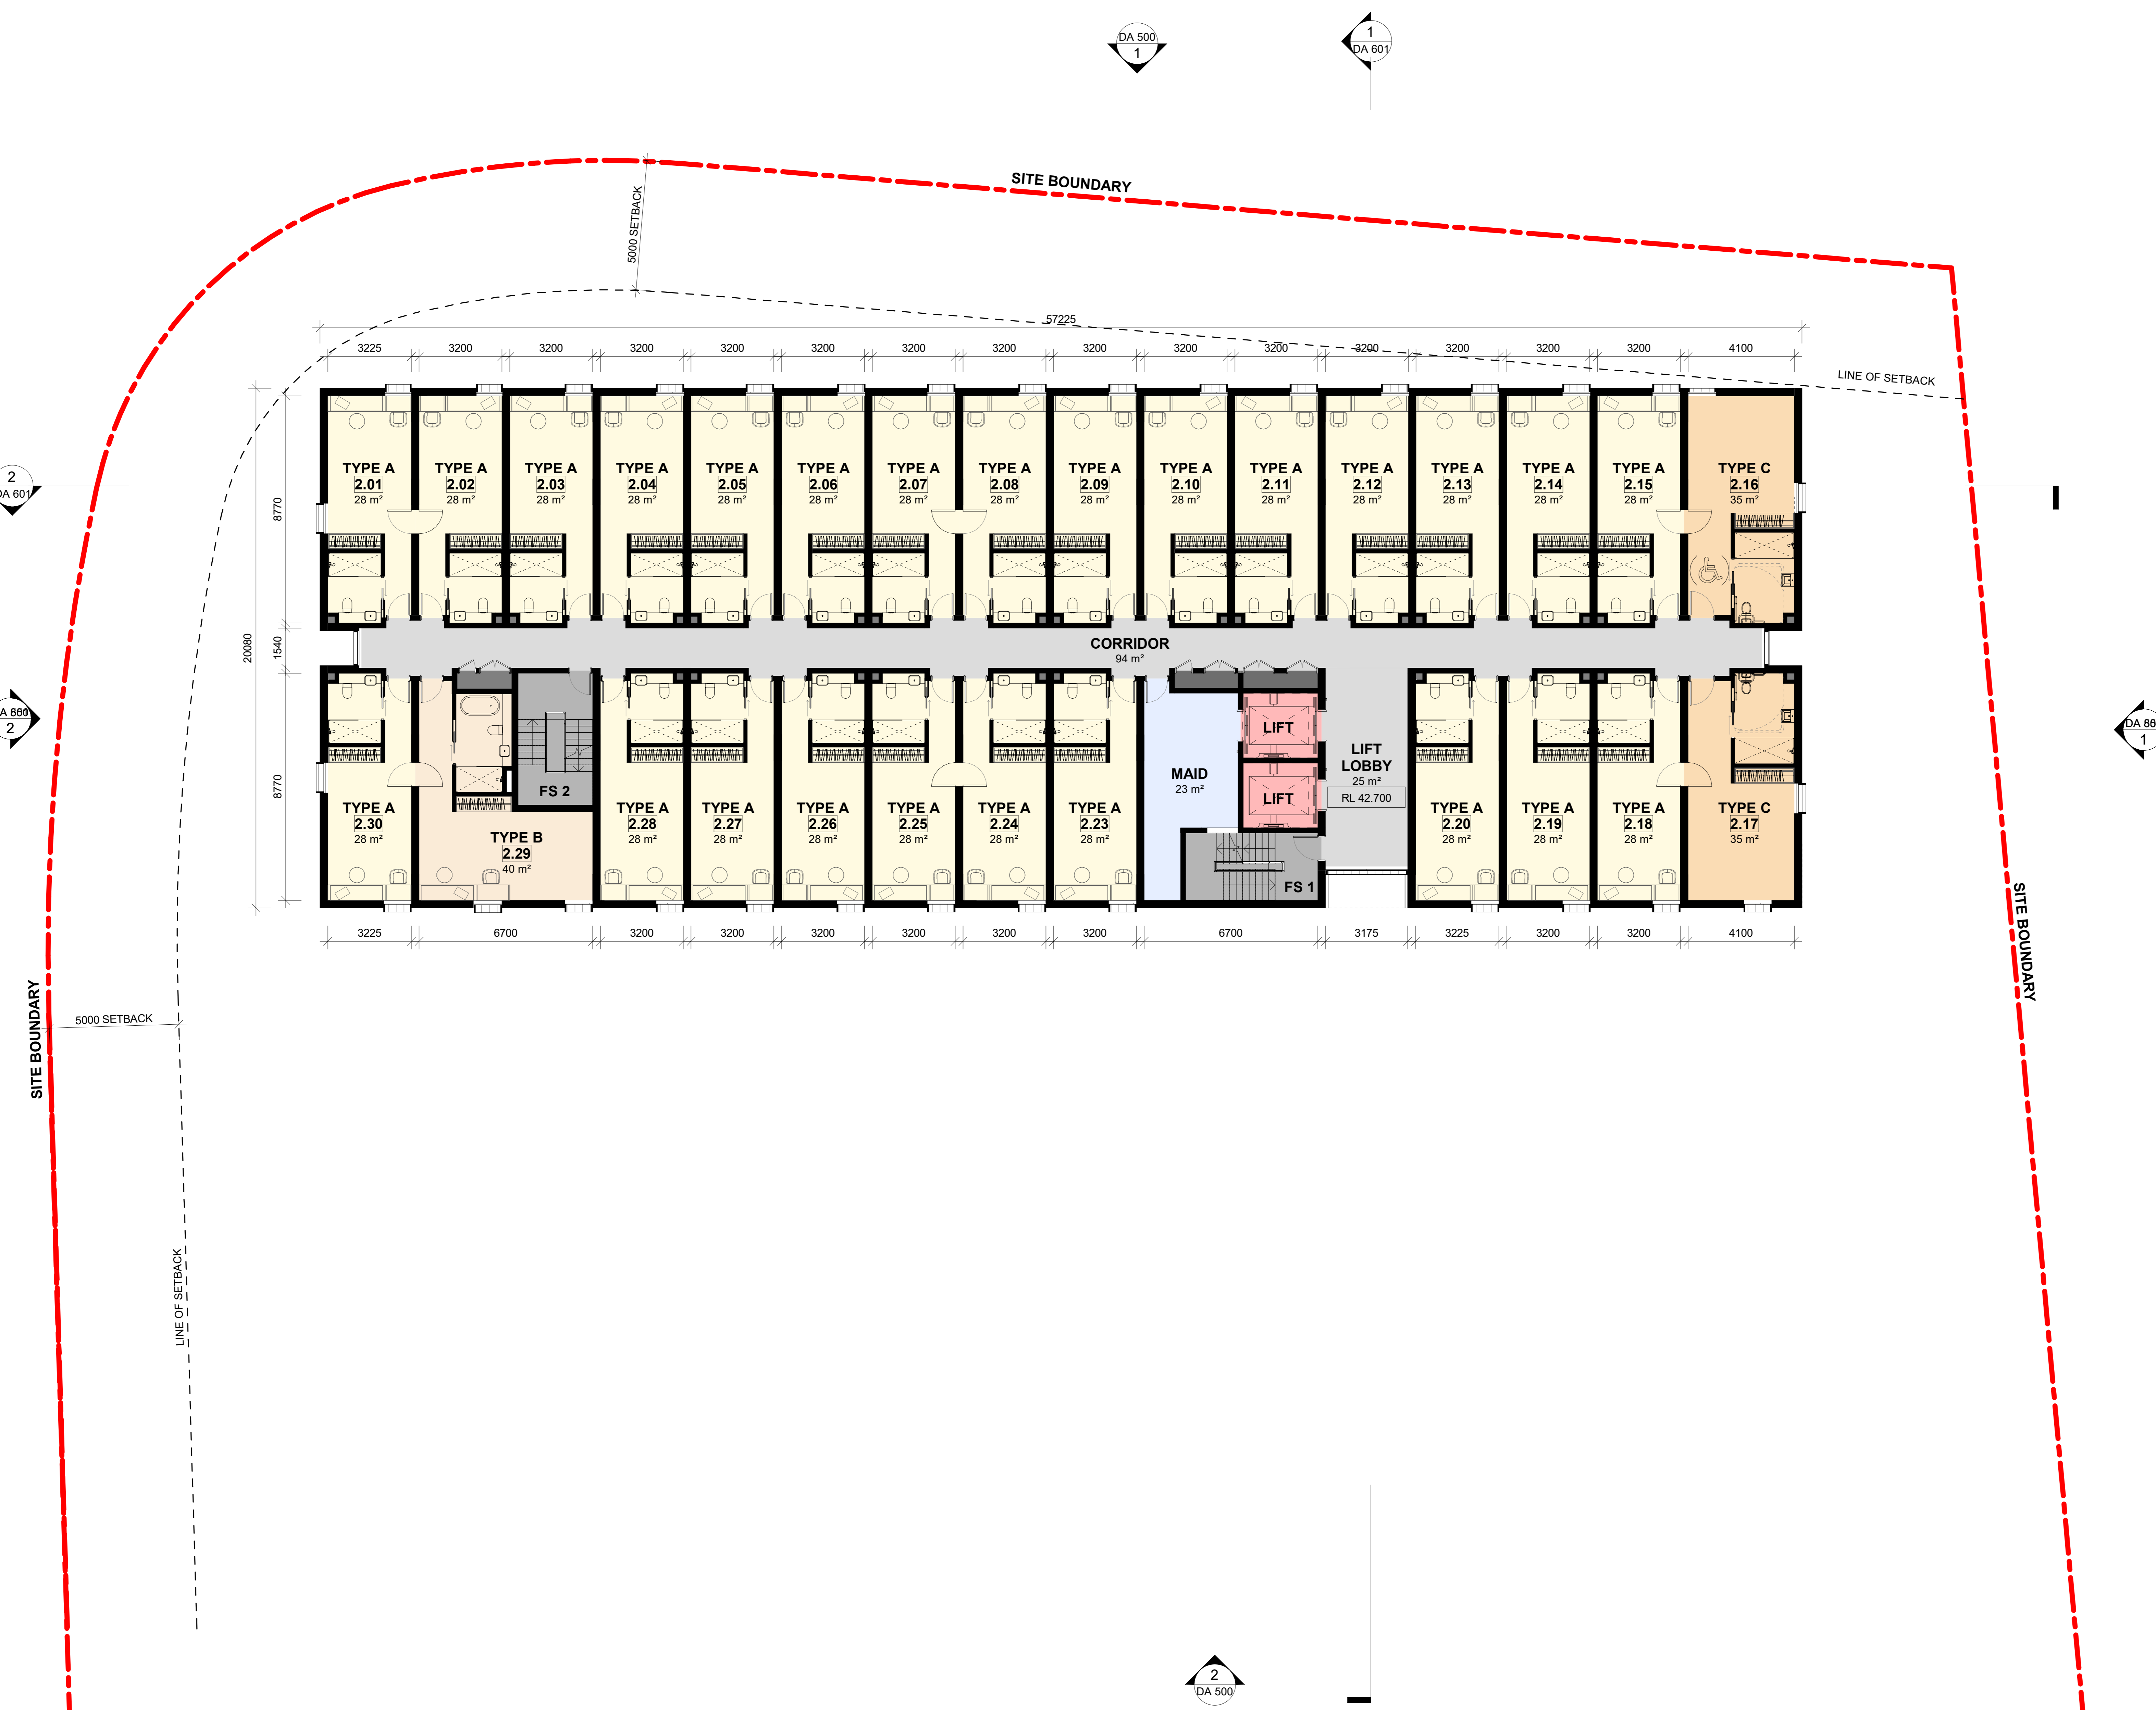 DA 500
1
1
DA 601
SITE BOUNDARY
5000 SETBACK
57225
3225 3200 3200 3200 3200 3200 3200 3200 3200 3200 3200 3200 3200 3200 3200 4100
LINE OF SETBACK
2
DA 601
20080
8770
1540
8770
TYPE A
2.01
28 m²
TYPE A
2.02
28 m²
TYPE A
2.03
28 m²
TYPE A
2.04
28 m²
TYPE A
2.05
28 m²
TYPE A
2.06
28 m²
TYPE A
2.07
28 m²
TYPE A
2.08
28 m²
TYPE A
2.09
28 m²
TYPE A
2.10
28 m²
TYPE A
2.11
28 m²
TYPE A
2.12
28 m²
TYPE A
2.13
28 m²
TYPE A
2.14
28 m²
TYPE A
2.15
28 m²
TYPE C
2.16
35 m²
CORRIDOR
94 m²
2
1
TYPE A
2.30
28 m²
TYPE B
2.29
40 m²
FS 2
TYPE A
2.28
28 m²
TYPE A
2.27
28 m²
TYPE A
2.26
28 m²
TYPE A
2.25
28 m²
TYPE A
2.24
28 m²
TYPE A
2.23
28 m²
MAID
23 m²
LIFT
LIFT
FS 1
LIFT
LOBBY
25 m²
RL 42.700
TYPE A
2.20
28 m²
TYPE A
2.19
28 m²
TYPE A
2.18
28 m²
TYPE C
2.17
35 m²
3225 6700 3200 3200 3200 3200 3200 3200 6700 3175 3225 3200 3200 4100
SITE BOUNDARY
5000 SETBACK
SITE BOUNDARY
LINE OF SETBACK
2
DA 500